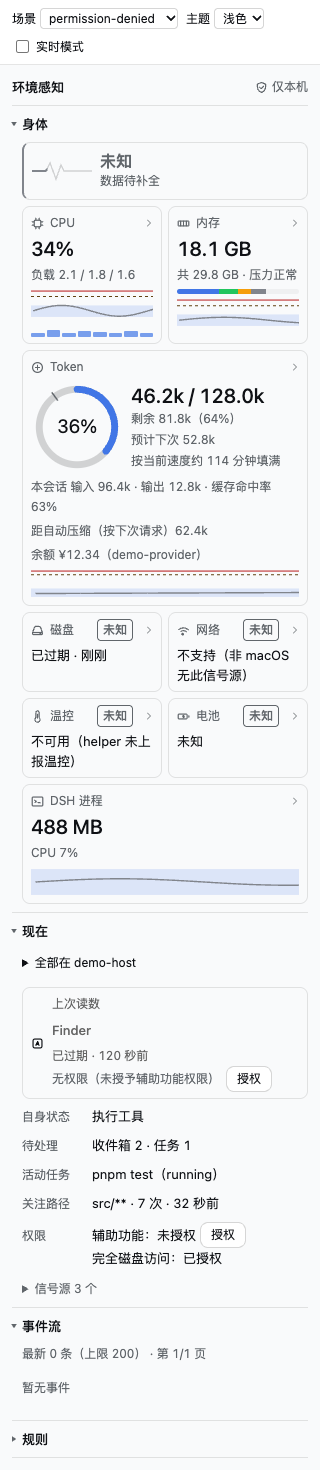 场景 permission-denied 主题 浅色
实时模式
环境感知 仅本机
身体
未知
数据待补全
CPU
34%
负载 2.1 / 1.8 / 1.6
内存
18.1 GB
共 29.8 GB · 压力正常
Token
36%
46.2k / 128.0k
剩余 81.8k（64%）
预计下次 52.8k
按当前速度约 114 分钟填满
本会话 输入 96.4k · 输出 12.8k · 缓存命中率
63%
距自动压缩（按下次请求）62.4k
余额 ¥12.34（demo-provider）
磁盘 未知
已过期 · 刚刚
网络 未知
不支持（非 macOS
无此信号源）
温控 未知
不可用（helper 未上
报温控）
电池 未知
未知
DSH 进程
488 MB
CPU 7%
现在
全部在 demo-host
上次读数
Finder
已过期 · 120 秒前
无权限（未授予辅助功能权限） 授权
自身状态 执行工具
待处理 收件箱 2 · 任务 1
活动任务 pnpm test（running）
关注路径 src/** · 7 次 · 32 秒前
权限 辅助功能：未授权 授权
完全磁盘访问：已授权
信号源 3 个
事件流
最新 0 条（上限 200） · 第 1/1 页
暂无事件
规则